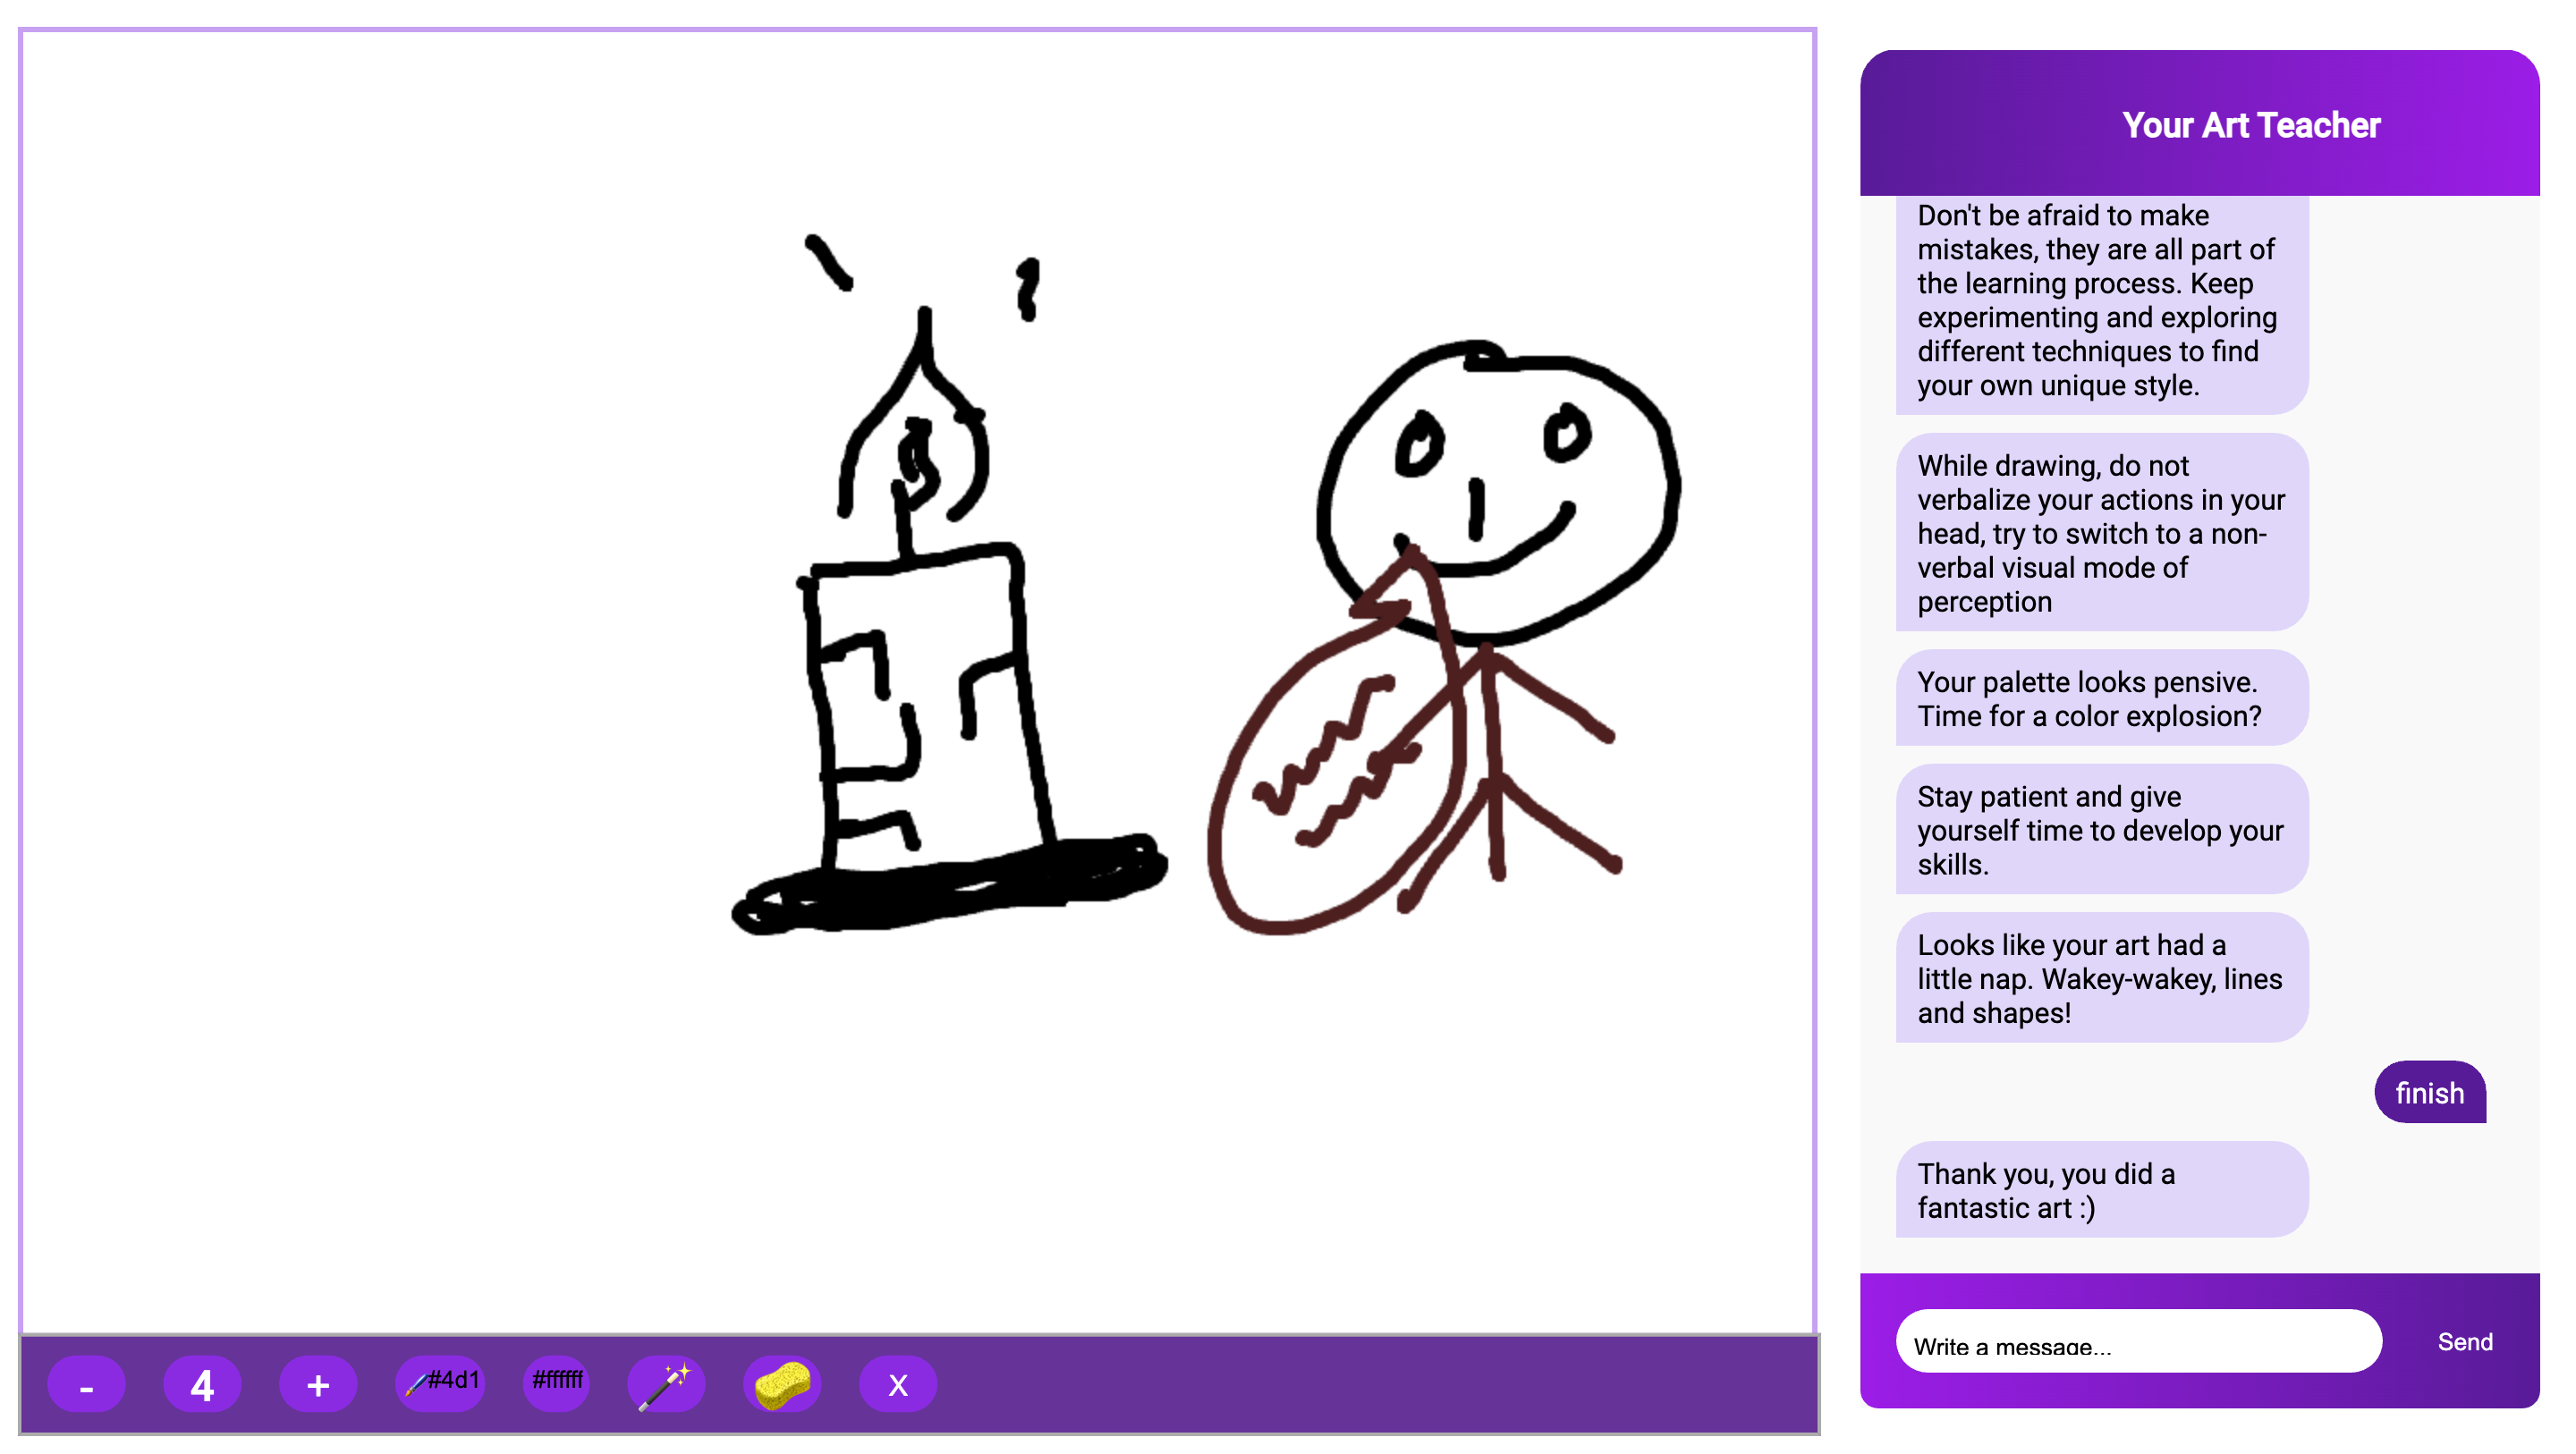 Your Art Teacher
Don't be afraid to make
mistakes, they are all part of
the learning process. Keep
experimenting and exploring
different techniques to find
your own unique style.
While drawing, do not
verbalize your actions in your
head, try to switch to a non-
verbal visual mode of
perception
Your palette looks pensive.
Time for a color explosion?
Stay patient and give
yourself time to develop your
skills.
Looks like your art had a
little nap. Wakey-wakey, lines
and shapes!
finish
Thank you, you did a
fantastic art :)
Write a message...
Send
- 4 + #4d1 #ffffff X